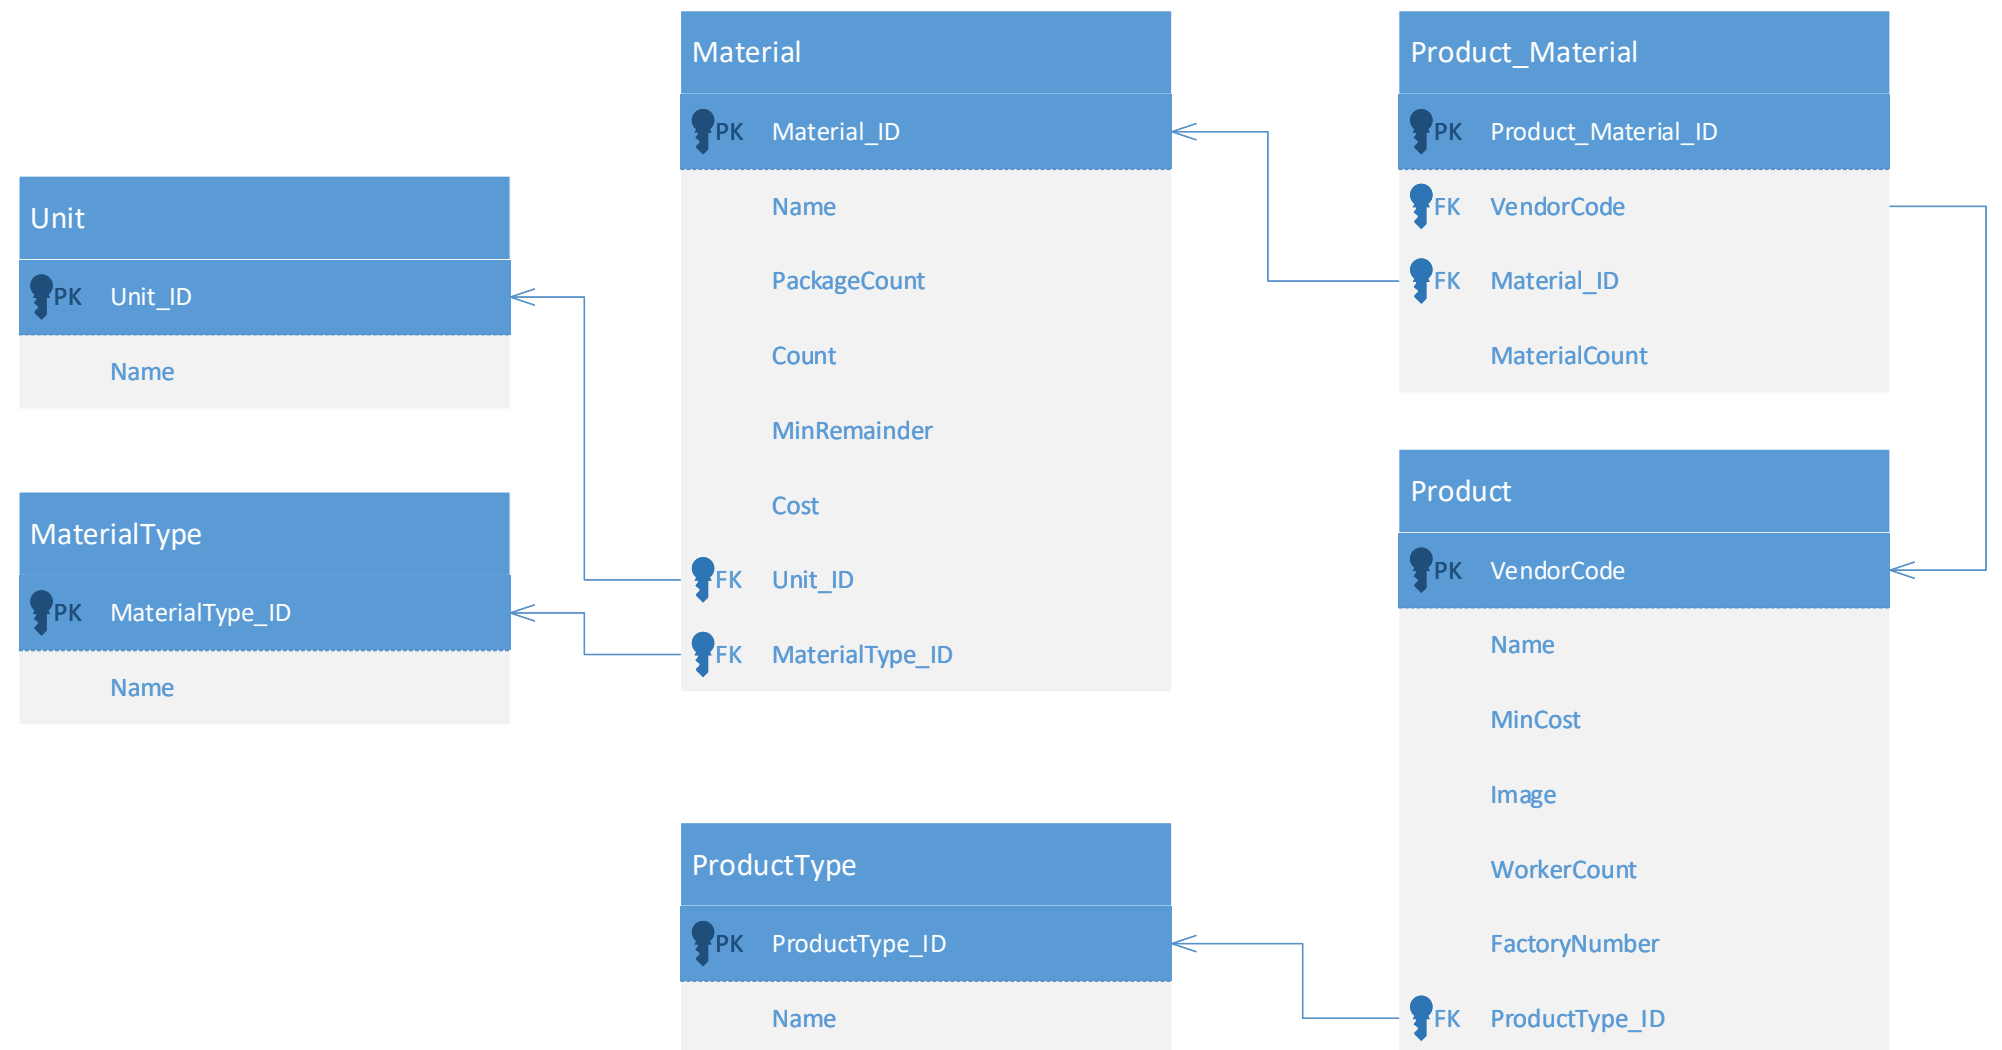 Unit
PK Unit_ID
Name
MaterialType
PK MaterialType_ID
Name
Material
PK Material_ID
Name
PackageCount
Count
MinRemainder
Cost
FK Unit_ID
FK MaterialType_ID
ProductType
PK ProductType_ID
Name
Product_Material
PK Product_Material_ID
FK VendorCode
FK Material_ID
MaterialCount
Product
PK VendorCode
Name
MinCost
Image
WorkerCount
FactoryNumber
FK ProductType_ID